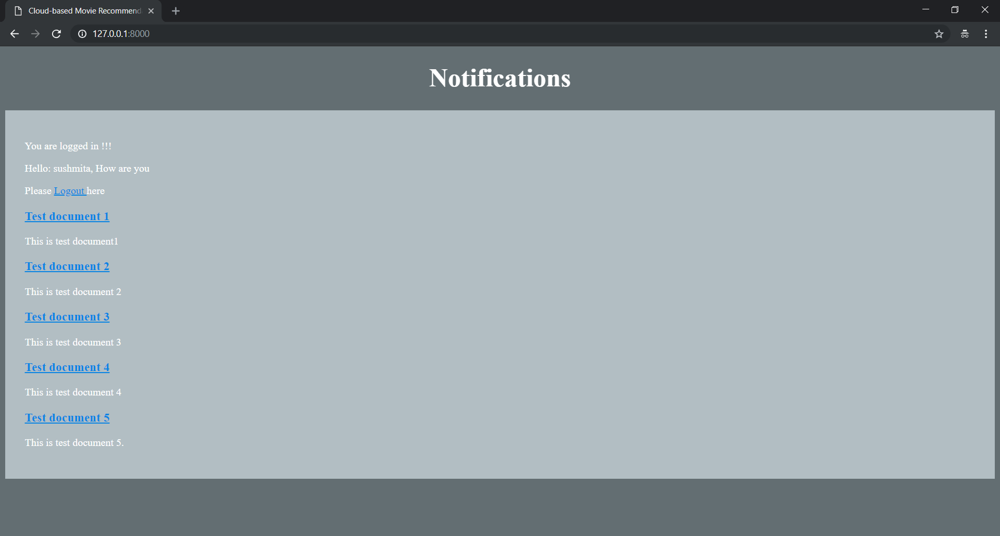 Cloud-based Movie Recommend
127.0.0.1:8000
Notifications
You are logged in !!!
Hello: sushmita, How are you
Please Logout here
Test document 1
This is test document1
Test document 2
This is test document 2
Test document 3
This is test document 3
Test document 4
This is test document 4
Test document 5
This is test document 5.